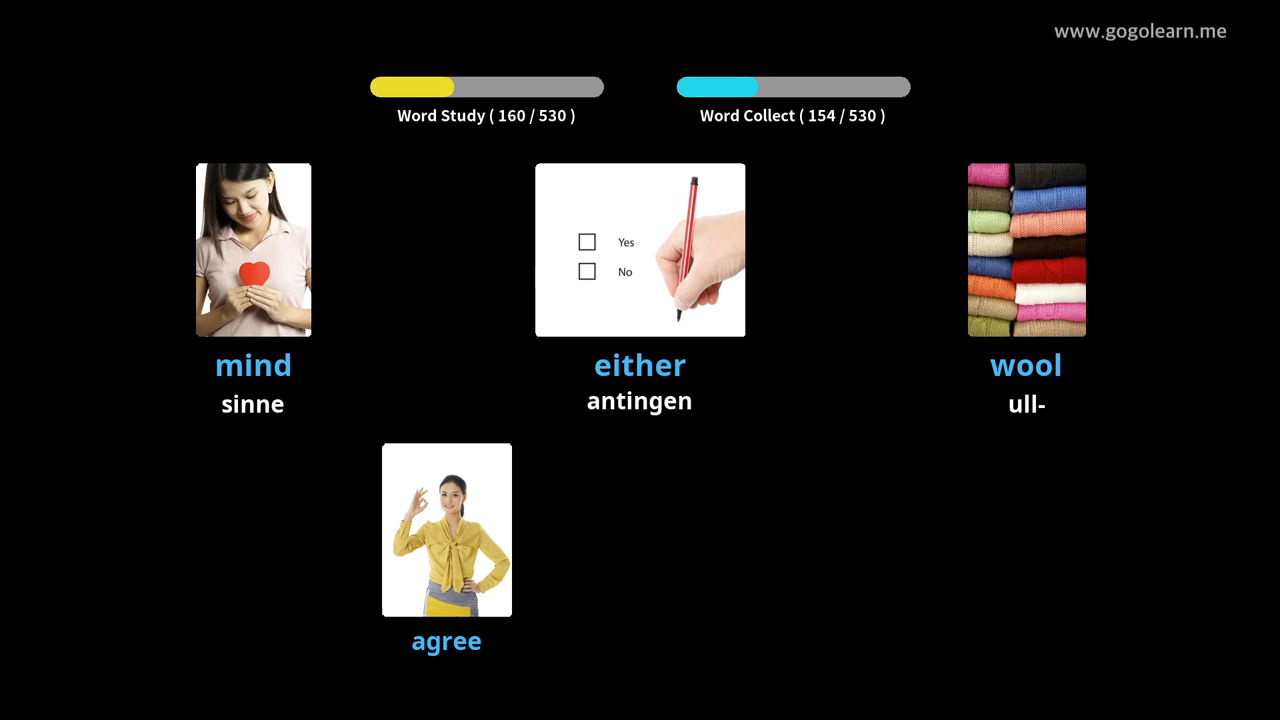 www.gogolearn.me
Word Study ( 160 / 530 )
Word Collect ( 154 / 530 )
Yes
No
mind
either
wool
sinne
antingen
ull-
agree